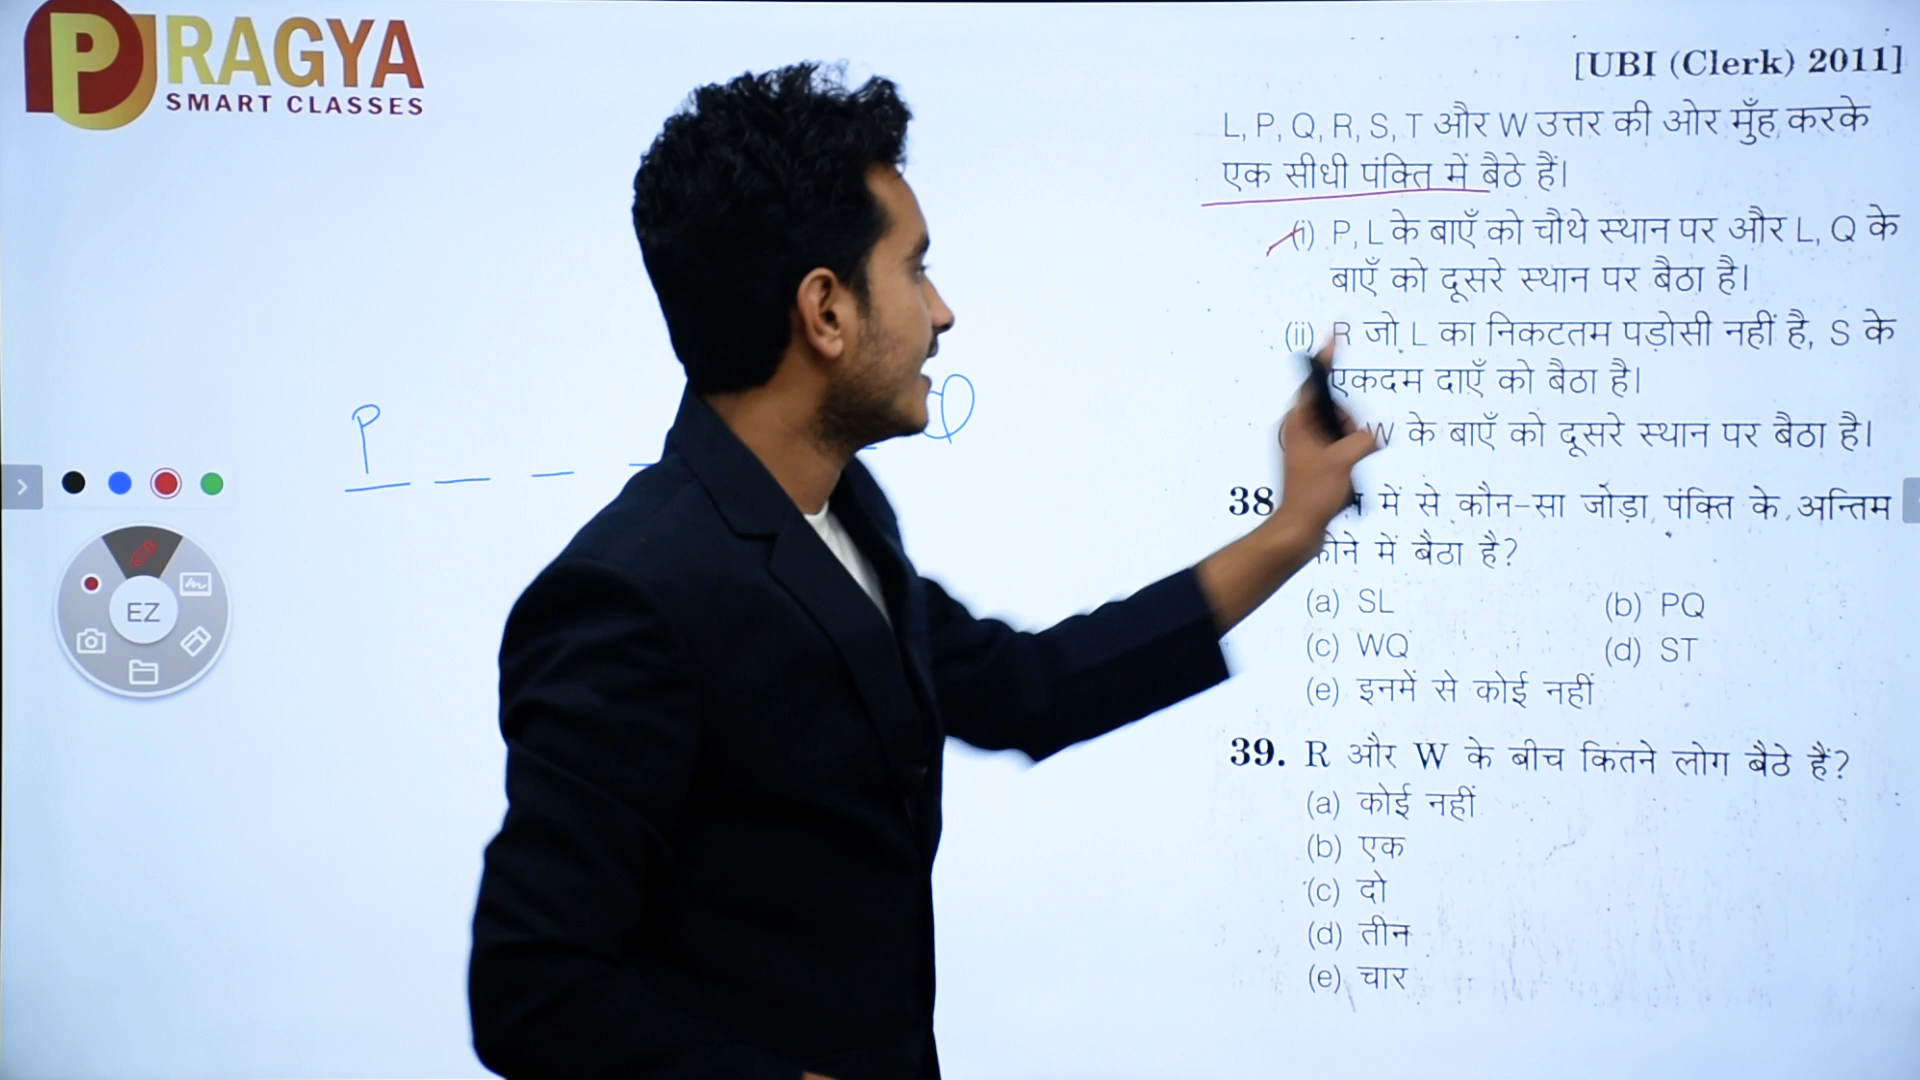 PRAGYA
SMART CLASSES
[UBI (Clerk) 2011]
L, P, Q, R, S, T और W उत्तर की ओर मुँह करके
एक सीधी पंक्ति में बैठे हैं।
(i) P, L के बाएँ को चौथे स्थान पर और L, Q के
बाएँ को दूसरे स्थान पर बैठा है।
(ii) R जो L का निकटतम पड़ोसी नहीं है, S के
एकदम दाएँ को बैठा है।
W के बाएँ को दूसरे स्थान पर बैठा है।
P
Q
38
में से कौन-सा जोड़ा पंक्ति के अन्तिम
कोने में बैठा है?
(a) SL
(b) PQ
(c) WQ
(d) ST
(e) इनमें से कोई नहीं
EZ
39. R और W के बीच कितने लोग बैठे हैं?
(a) कोई नहीं
(b) एक
(c) दो
(d) तीन
(e) चार